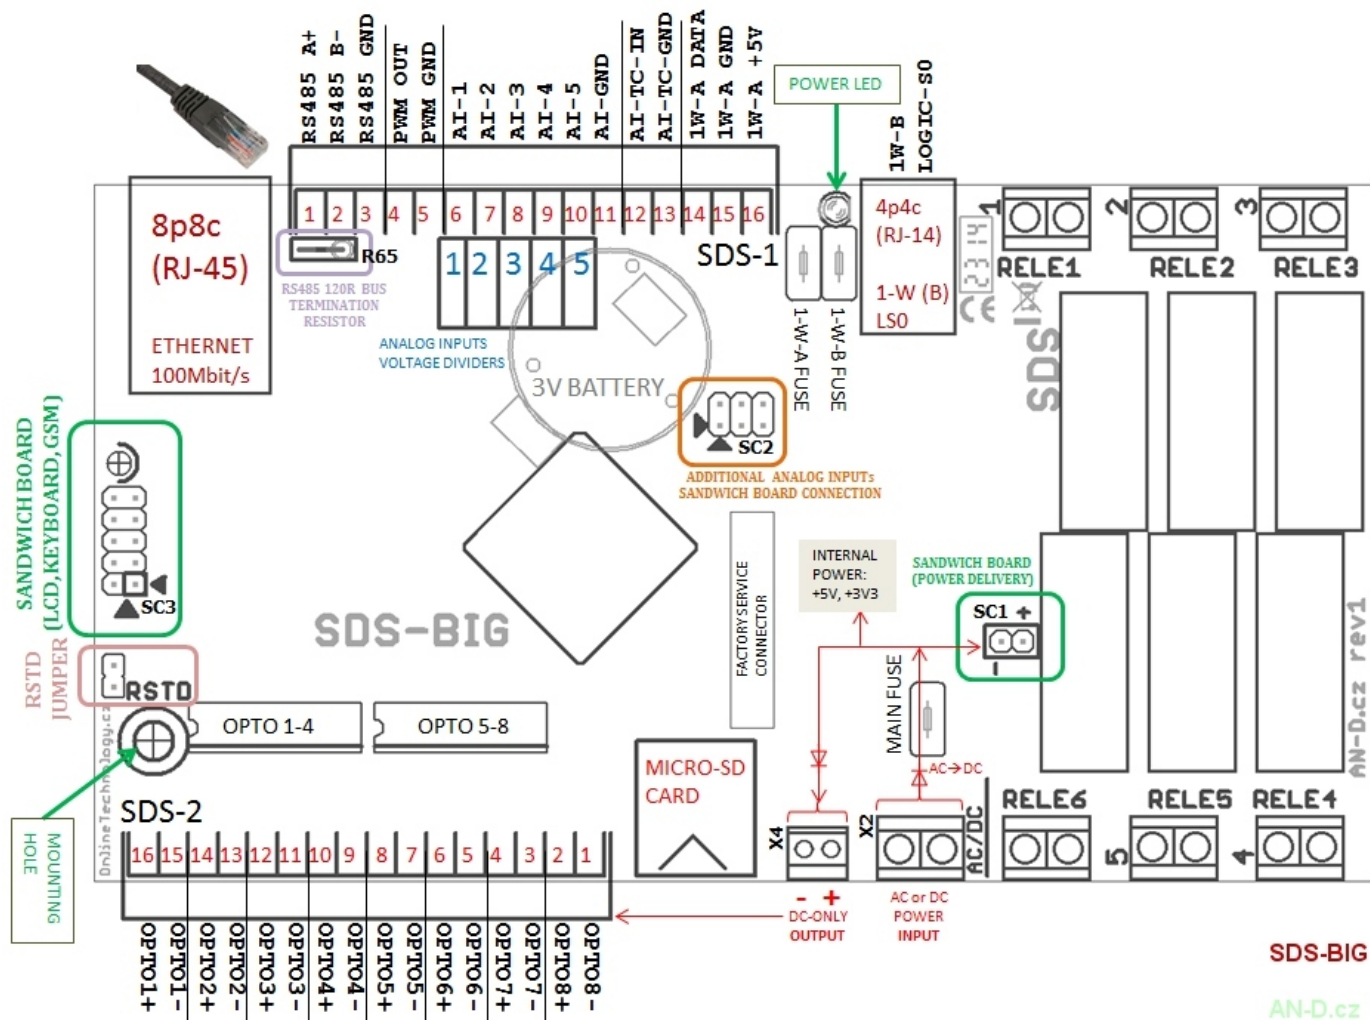 RS485 A+
RS485 B-
RS485 GND
PWM OUT
PWM GND
AI-1
AI-2
AI-3
AI-4
AI-5
AI-GND
AI-TC-IN
AI-TC-GND
1W-A DATA
1W-A GND
1W-A +5V
POWER LED
1W-B
LOGIC-S0
8p8c
(RJ-45)
ETHERNET
100Mbit/s
1 2 3 4 5 6 7 8 9 10 11 12 13 14 15 16
SDS-1
R65
RS485 120R BUS
TERMINATION
RESISTOR
1 2 3 4 5
ANALOG INPUTS
VOLTAGE DIVIDERS
3V BATTERY
1-W-A FUSE
1-W-B FUSE
4p4c
(RJ-14)
1-W (B)
LS0
23 14
CE
SDS
1
RELE1
2
RELE2
3
RELE3
SC2
ADDITIONAL ANALOG INPUTs
SANDWICH BOARD CONNECTION
SANDWICH BOARD
(LCD,KEYBOARD,GSM)
SC3
RSTD
JUMPER
RSTD
SDS-BIG
FACTORY SERVICE
CONNECTOR
INTERNAL
POWER:
+5V, +3V3
SANDWICH BOARD
(POWER DELIVERY)
SC1 +
-
MAIN FUSE
AC→DC
AN-D.cz rev1
OnlineTechnology.cz
OPTO 1-4
OPTO 5-8
MOUNTING
HOLE
SDS-2
MICRO-SD
CARD
X4
X2
AC/DC
RELE6
RELE5
RELE4
5
4
16 15 14 13 12 11 10 9 8 7 6 5 4 3 2 1
- +
DC-ONLY
OUTPUT
AC or DC
POWER
INPUT
OPTO1+
OPTO1-
OPTO2+
OPTO2-
OPTO3+
OPTO3-
OPTO4+
OPTO4-
OPTO5+
OPTO5-
OPTO6+
OPTO6-
OPTO7+
OPTO7-
OPTO8+
OPTO8-
SDS-BIG
AN-D.cz